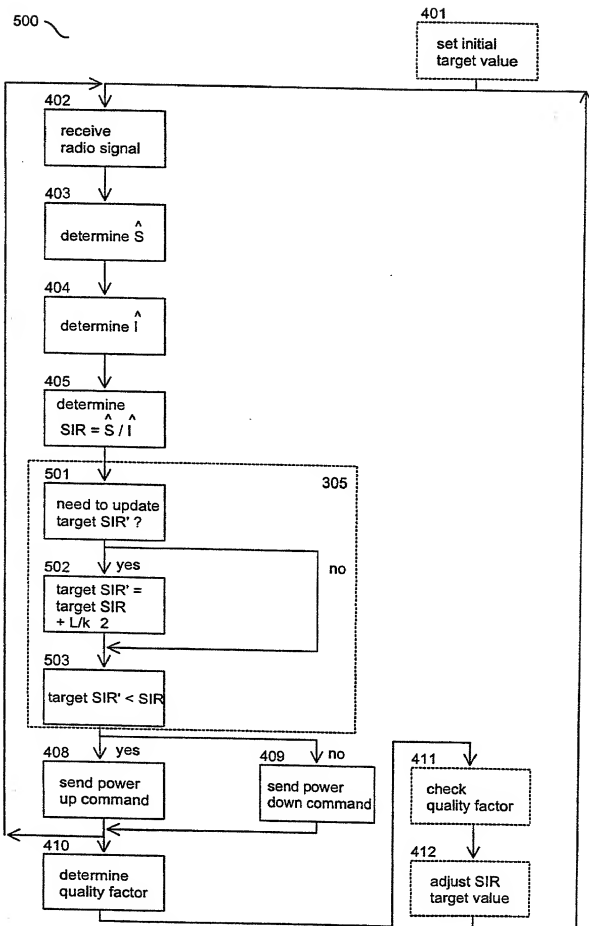 500
401
set initial
target value
402
receive
radio signal
403
determine Ŝ
404
determine Î
405
determine
SIR = Ŝ / Î
305
501
need to update
target SIR' ?
yes
no
502
target SIR' =
target SIR
+ L/k 2
503
target SIR' < SIR
yes
no
408
send power
up command
409
send power
down command
410
determine
quality factor
411
check
quality factor
412
adjust SIR
target value